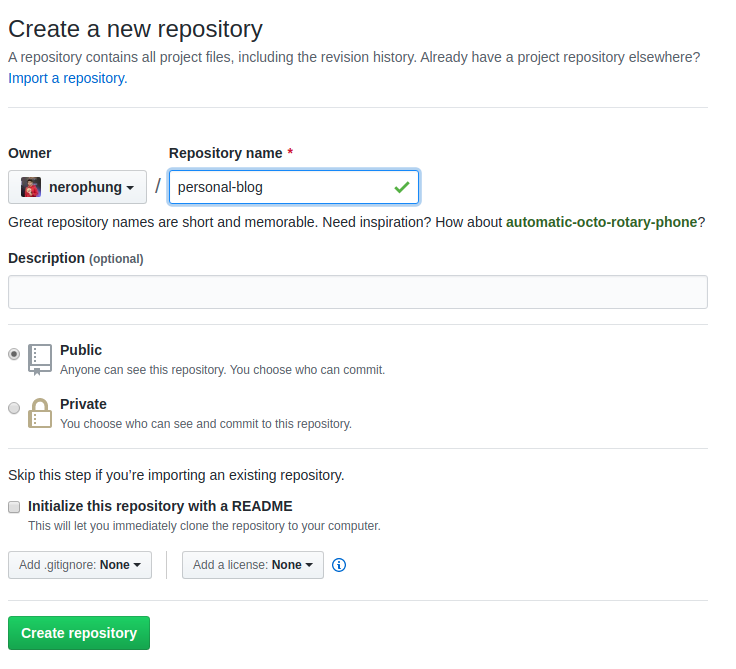 Create a new repository
A repository contains all project files, including the revision history. Already have a project repository elsewhere?
Import a repository.
Owner
Repository name *
nerophung
/
personal-blog
Great repository names are short and memorable. Need inspiration? How about automatic-octo-rotary-phone?
Description (optional)
Public
Anyone can see this repository. You choose who can commit.
Private
You choose who can see and commit to this repository.
Skip this step if you’re importing an existing repository.
Initialize this repository with a README
This will let you immediately clone the repository to your computer.
Add .gitignore: None
Add a license: None
Create repository